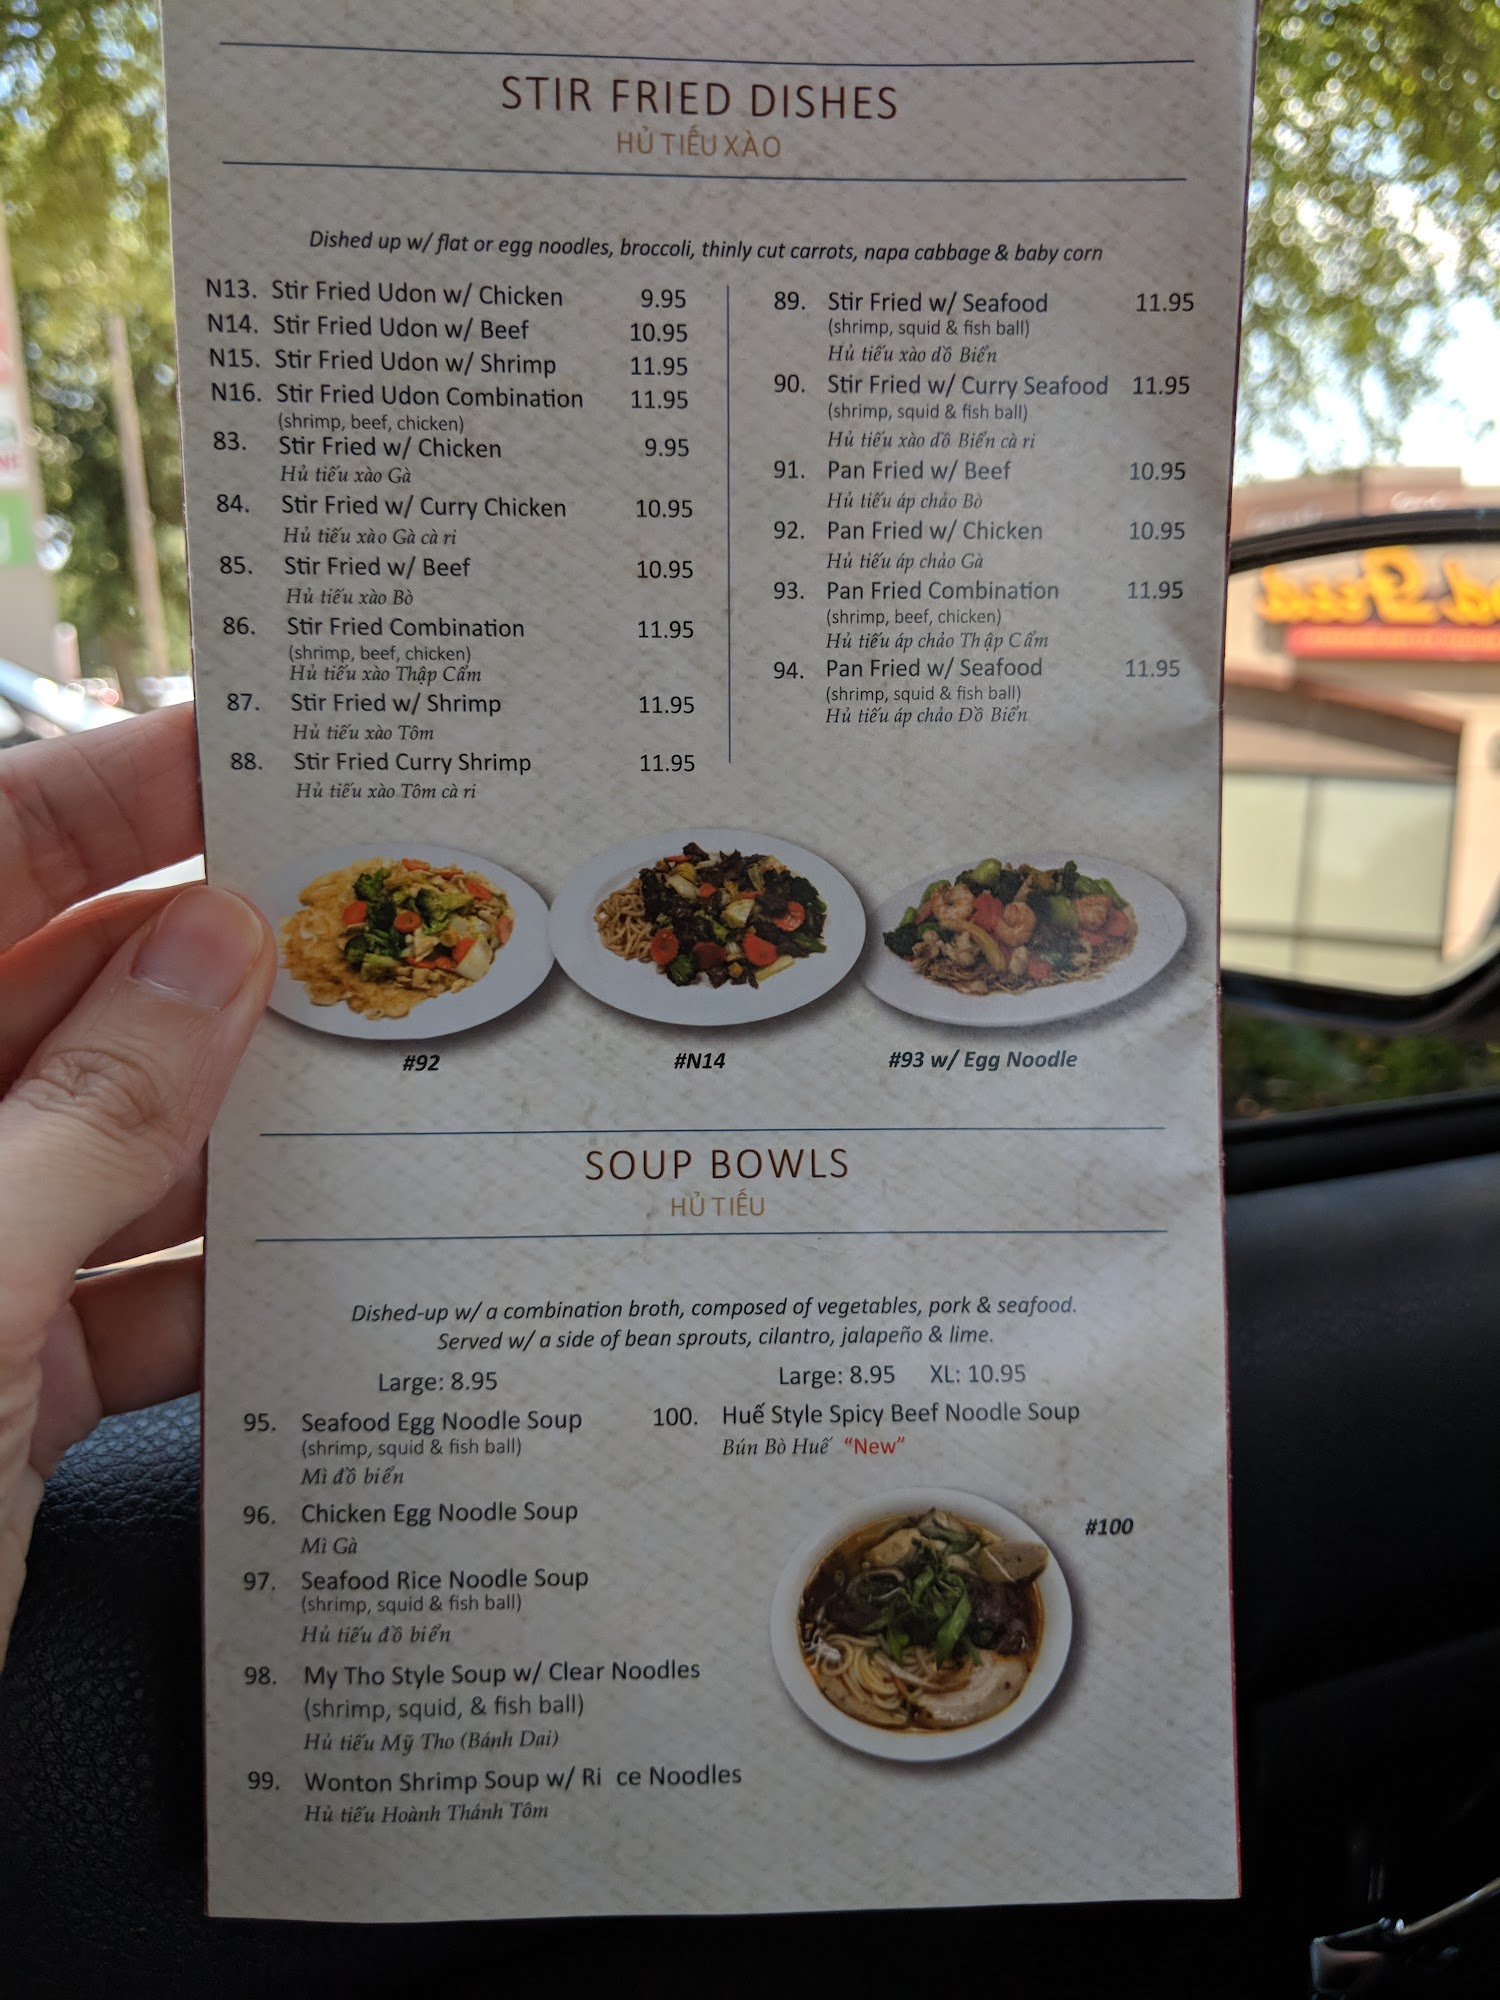 STIR FRIED DISHES
HỦ TIẾU XÀO
Dished up w/ flat or egg noodles, broccoli, thinly cut carrots, napa cabbage & baby corn
N13. Stir Fried Udon w/ Chicken 9.95
N14. Stir Fried Udon w/ Beef 10.95
N15. Stir Fried Udon w/ Shrimp 11.95
N16. Stir Fried Udon Combination 11.95
(shrimp, beef, chicken)
83. Stir Fried w/ Chicken 9.95
Hủ tiếu xào Gà
84. Stir Fried w/ Curry Chicken 10.95
Hủ tiếu xào Gà cà ri
85. Stir Fried w/ Beef 10.95
Hủ tiếu xào Bò
86. Stir Fried Combination 11.95
(shrimp, beef, chicken)
Hủ tiếu xào Thập Cẩm
87. Stir Fried w/ Shrimp 11.95
Hủ tiếu xào Tôm
88. Stir Fried Curry Shrimp 11.95
Hủ tiếu xào Tôm cà ri
89. Stir Fried w/ Seafood 11.95
(shrimp, squid & fish ball)
Hủ tiếu xào dồ Biển
90. Stir Fried w/ Curry Seafood 11.95
(shrimp, squid & fish ball)
Hủ tiếu xào dồ Biển cà ri
91. Pan Fried w/ Beef 10.95
Hủ tiếu áp chảo Bò
92. Pan Fried w/ Chicken 10.95
Hủ tiếu áp chảo Gà
93. Pan Fried Combination 11.95
(shrimp, beef, chicken)
Hủ tiếu áp chảo Thập Cẩm
94. Pan Fried w/ Seafood 11.95
(shrimp, squid & fish ball)
Hủ tiếu áp chảo Đồ Biển
#92 #N14 #93 w/ Egg Noodle
SOUP BOWLS
HỦ TIẾU
Dished-up w/ a combination broth, composed of vegetables, pork & seafood.
Served w/ a side of bean sprouts, cilantro, jalapeño & lime.
Large: 8.95
95. Seafood Egg Noodle Soup
(shrimp, squid & fish ball)
Mì đồ biển
96. Chicken Egg Noodle Soup
Mì Gà
97. Seafood Rice Noodle Soup
(shrimp, squid & fish ball)
Hủ tiếu đồ biển
98. My Tho Style Soup w/ Clear Noodles
(shrimp, squid, & fish ball)
Hủ tiếu Mỹ Tho (Bánh Dai)
99. Wonton Shrimp Soup w/ Ri ce Noodles
Hủ tiếu Hoành Thánh Tôm
Large: 8.95 XL: 10.95
100. Huế Style Spicy Beef Noodle Soup
Bún Bò Huế "New"
#100